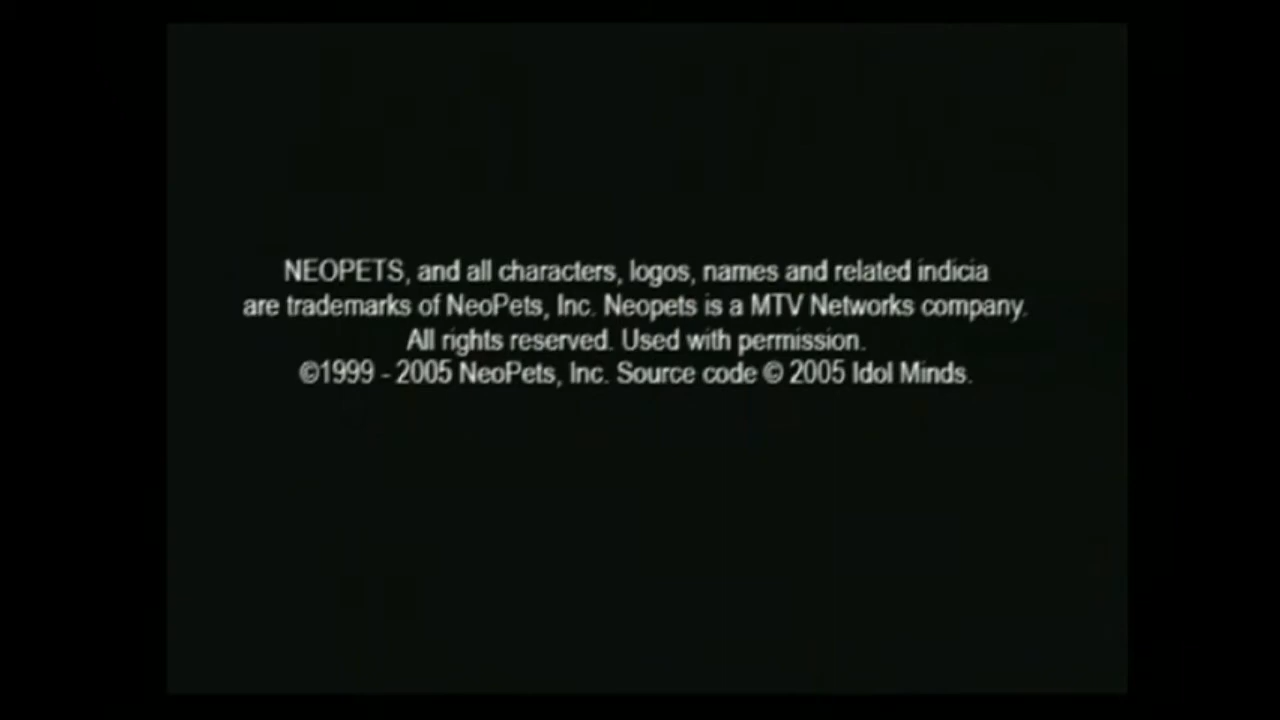 NEOPETS, and all characters, logos, names and related indicia
are trademarks of NeoPets, Inc. Neopets is a MTV Networks company.
All rights reserved. Used with permission.
©1999 - 2005 NeoPets, Inc. Source code © 2005 Idol Minds.